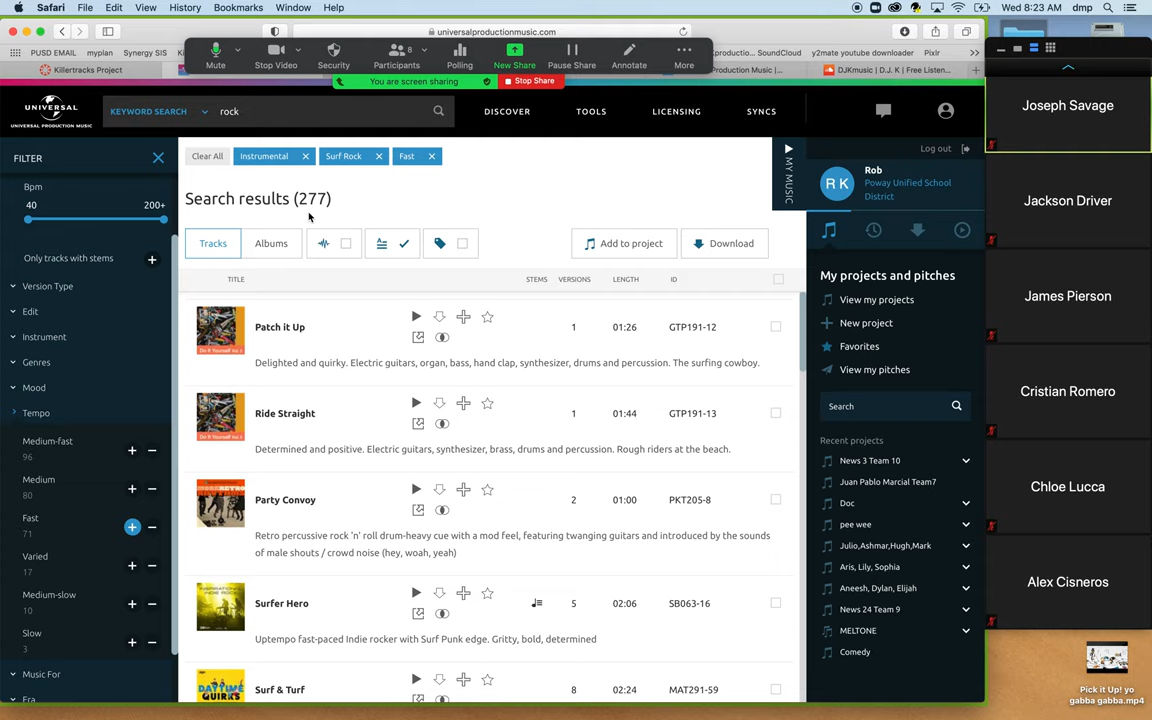 Safari File Edit View History Bookmarks Window Help
Wed 8:23 AM dmp
universalproductionmusic.com
PUSD EMAIL myplan Synergy SIS
SoundCloud y2mate youtube downloader Pixlr
Killertracks Project
Production Music |...
DJKmusic | D.J. K | Free Listen...
Mute
Stop Video
Security
8
Participants
Polling
New Share
Pause Share
Annotate
More
You are screen sharing
Stop Share
UNIVERSAL
UNIVERSAL PRODUCTION MUSIC
KEYWORD SEARCH rock
DISCOVER TOOLS LICENSING SYNCS
FILTER
Bpm
40 200+
Only tracks with stems
Version Type
Edit
Instrument
Genres
Mood
Tempo
Medium-fast
96
Medium
80
Fast
71
Varied
17
Medium-slow
10
Slow
3
Music For
Era
Clear All Instrumental Surf Rock Fast
Search results (277)
Tracks Albums
Add to project Download
TITLE STEMS VERSIONS LENGTH ID
Patch it Up 1 01:26 GTP191-12
Delighted and quirky. Electric guitars, organ, bass, hand clap, synthesizer, drums and percussion. The surfing cowboy.
Ride Straight 1 01:44 GTP191-13
Determined and positive. Electric guitars, synthesizer, brass, drums and percussion. Rough riders at the beach.
Party Convoy 2 01:00 PKT205-8
Retro percussive rock 'n' roll drum-heavy cue with a mod feel, featuring twanging guitars and introduced by the sounds
of male shouts / crowd noise (hey, woah, yeah)
Surfer Hero 5 02:06 SB063-16
Uptempo fast-paced Indie rocker with Surf Punk edge. Gritty, bold, determined
DAYTIME
QUIRKS
Surf & Turf 8 02:24 MAT291-59
MY MUSIC
Log out
RK
Rob
Poway Unified School
District
My projects and pitches
View my projects
New project
Favorites
View my pitches
Search
Recent projects
News 3 Team 10
Juan Pablo Marcial Team7
Doc
pee wee
Julio,Ashmar,Hugh,Mark
Aris, Lily, Sophia
Aneesh, Dylan, Elijah
News 24 Team 9
MELTONE
Comedy
Joseph Savage
Jackson Driver
James Pierson
Cristian Romero
Chloe Lucca
Alex Cisneros
Pick it Up! yo
gabba gabba.mp4